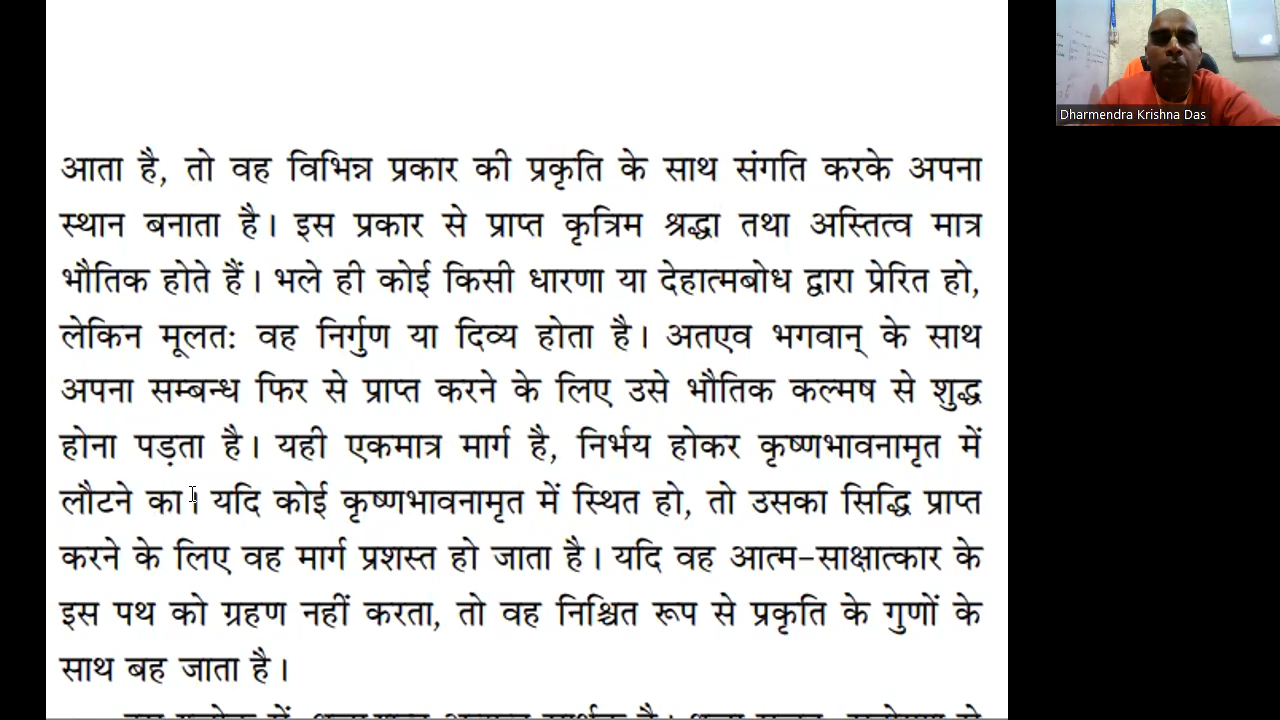 आता है, तो वह विभिन्न प्रकार की प्रकृति के साथ संगति करके अपना
स्थान बनाता है। इस प्रकार से प्राप्त कृत्रिम श्रद्धा तथा अस्तित्व मात्र
भौतिक होते हैं। भले ही कोई किसी धारणा या देहात्मबोध द्वारा प्रेरित हो,
लेकिन मूलतः वह निर्गुण या दिव्य होता है। अतएव भगवान् के साथ
अपना सम्बन्ध फिर से प्राप्त करने के लिए उसे भौतिक कल्मष से शुद्ध
होना पड़ता है। यही एकमात्र मार्ग है, निर्भय होकर कृष्णभावनामृत में
लौटने का। यदि कोई कृष्णभावनामृत में स्थित हो, तो उसका सिद्धि प्राप्त
करने के लिए वह मार्ग प्रशस्त हो जाता है। यदि वह आत्म-साक्षात्कार के
इस पथ को ग्रहण नहीं करता, तो वह निश्चित रूप से प्रकृति के गुणों के
साथ बह जाता है।
Dharmendra Krishna Das